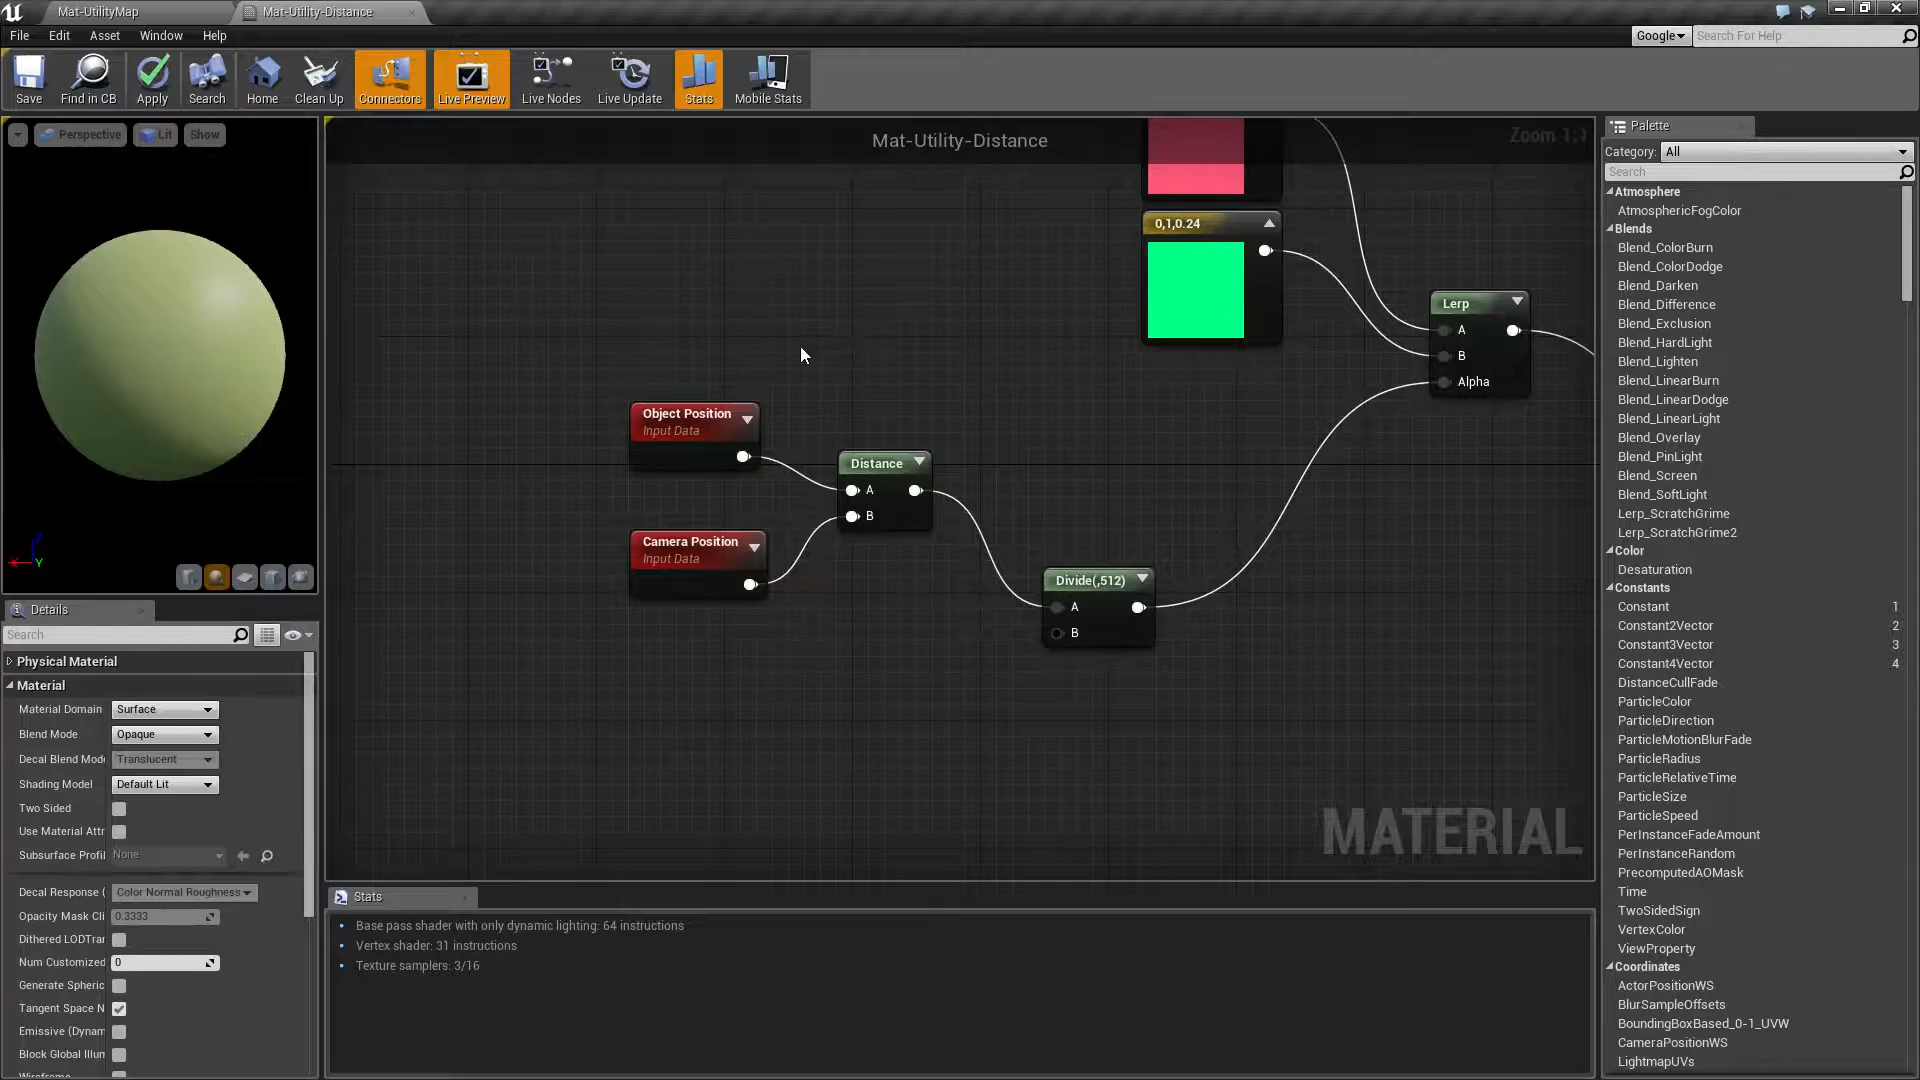 Mat-UtilityMap
Mat-Utility-Distance
File Edit Asset Window Help
Google
Search For Help
Save
Find in CB
Apply
Search
Home
Clean Up
Connectors
Live Preview
Live Nodes
Live Update
Stats
Mobile Stats
Perspective
Lit
Show
Z
X
Y
Mat-Utility-Distance
Zoom 1:1
0,1,0.24
Lerp
A
B
Alpha
Object Position
Input Data
Distance
A
B
Camera Position
Input Data
Divide(,512)
A
B
MATERIAL
Details
Search
Physical Material
Material
Material Domain Surface
Blend Mode Opaque
Decal Blend Mode Translucent
Shading Model Default Lit
Two Sided
Use Material Attr
Subsurface Profil None
Decal Response ( Color Normal Roughness
Opacity Mask Cli 0.3333
Dithered LODTrar
Num Customized 0
Generate Spheric
Tangent Space N
Emissive (Dynam
Block Global Illum
Wireframe
Stats
Base pass shader with only dynamic lighting: 64 instructions
Vertex shader: 31 instructions
Texture samplers: 3/16
Palette
Category: All
Search
Atmosphere
AtmosphericFogColor
Blends
Blend_ColorBurn
Blend_ColorDodge
Blend_Darken
Blend_Difference
Blend_Exclusion
Blend_HardLight
Blend_Lighten
Blend_LinearBurn
Blend_LinearDodge
Blend_LinearLight
Blend_Overlay
Blend_PinLight
Blend_Screen
Blend_SoftLight
Lerp_ScratchGrime
Lerp_ScratchGrime2
Color
Desaturation
Constants
Constant 1
Constant2Vector 2
Constant3Vector 3
Constant4Vector 4
DistanceCullFade
ParticleColor
ParticleDirection
ParticleMotionBlurFade
ParticleRadius
ParticleRelativeTime
ParticleSize
ParticleSpeed
PerInstanceFadeAmount
PerInstanceRandom
PrecomputedAOMask
Time
TwoSidedSign
VertexColor
ViewProperty
Coordinates
ActorPositionWS
BlurSampleOffsets
BoundingBoxBased_0-1_UVW
CameraPositionWS
LightmapUVs